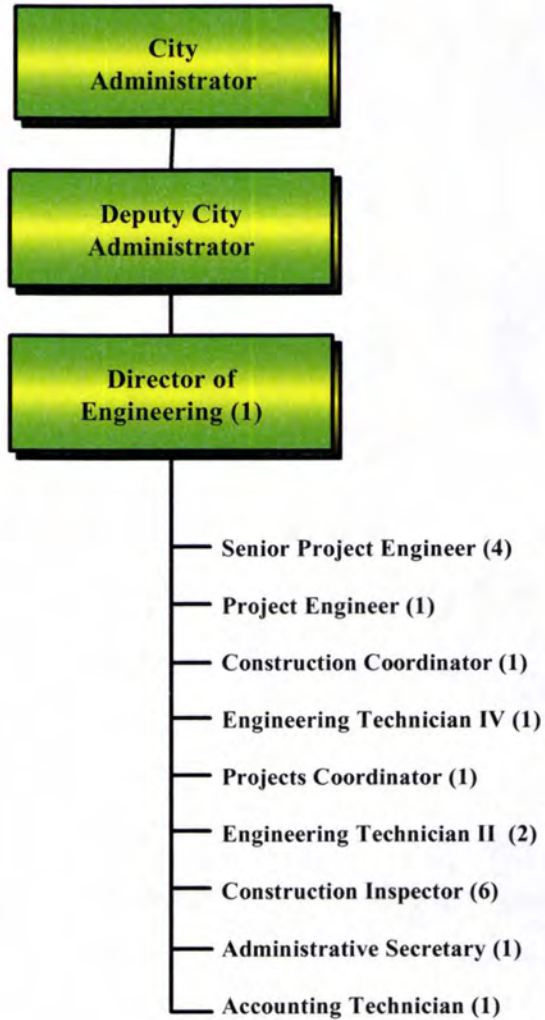 City
Administrator
Deputy City
Administrator
Director of
Engineering (1)
Senior Project Engineer (4)
Project Engineer (1)
Construction Coordinator (1)
Engineering Technician IV (1)
Projects Coordinator (1)
Engineering Technician II (2)
Construction Inspector (6)
Administrative Secretary (1)
Accounting Technician (1)